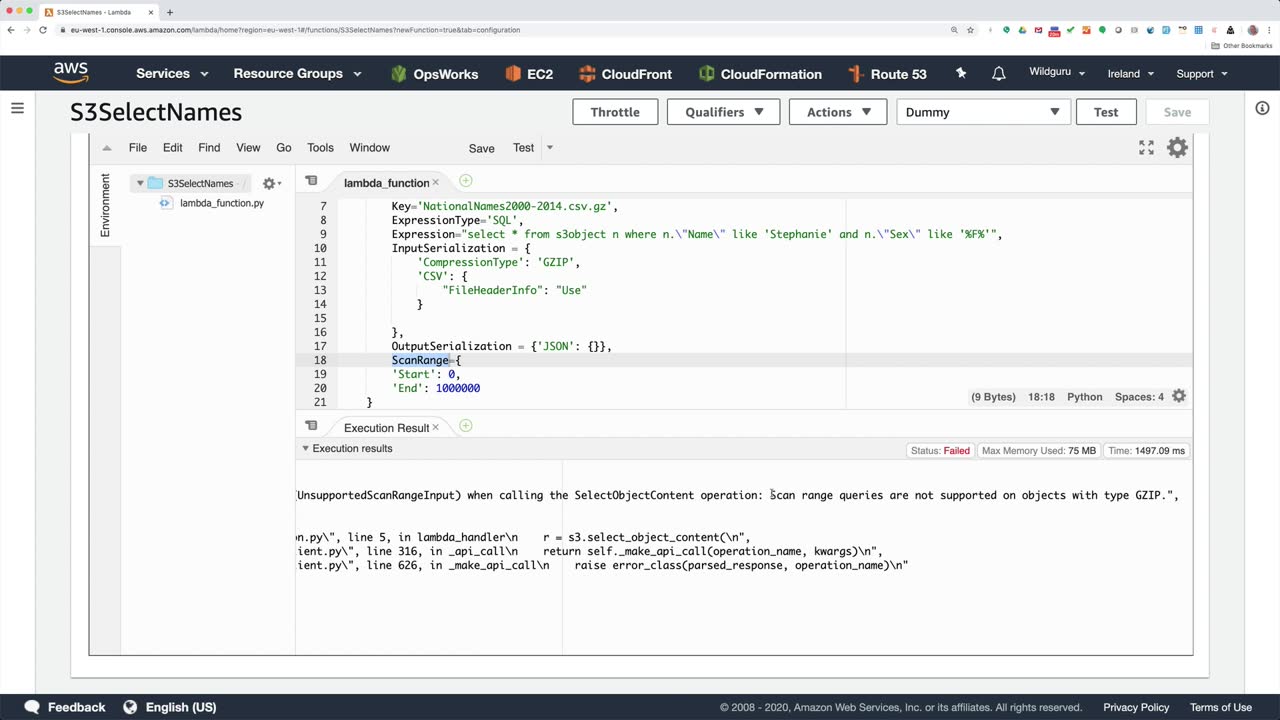 S3SelectNames - Lambda
eu-west-1.console.aws.amazon.com/lambda/home?region=eu-west-1#/functions/S3SelectNames?newFunction=true&tab=configuration
Other Bookmarks
aws
Services
Resource Groups
OpsWorks
EC2
CloudFront
CloudFormation
Route 53
Wildguru
Ireland
Support
S3SelectNames
Throttle
Qualifiers
Actions
Dummy
Test
Save
File Edit Find View Go Tools Window Save Test
Environment
S3SelectNames /
lambda_function.py
lambda_function
7 Key='NationalNames2000-2014.csv.gz',
8 ExpressionType='SQL',
9 Expression="select * from s3object n where n.\"Name\" like 'Stephanie' and n.\"Sex\" like '%F%'",
10 InputSerialization = {
11 'CompressionType': 'GZIP',
12 'CSV': {
13 "FileHeaderInfo": "Use"
14 }
15
16 },
17 OutputSerialization = {'JSON': {}},
18 ScanRange={
19 'Start': 0,
20 'End': 1000000
21 }
(9 Bytes) 18:18 Python Spaces: 4
Execution Result
Execution results
Status: Failed
Max Memory Used: 75 MB
Time: 1497.09 ms
(UnsupportedScanRangeInput) when calling the SelectObjectContent operation: Scan range queries are not supported on objects with type GZIP.",
on.py\", line 5, in lambda_handler\n r = s3.select_object_content(\n",
ient.py\", line 316, in _api_call\n return self._make_api_call(operation_name, kwargs)\n",
ient.py\", line 626, in _make_api_call\n raise error_class(parsed_response, operation_name)\n"
Feedback
English (US)
© 2008 - 2020, Amazon Web Services, Inc. or its affiliates. All rights reserved.
Privacy Policy
Terms of Use